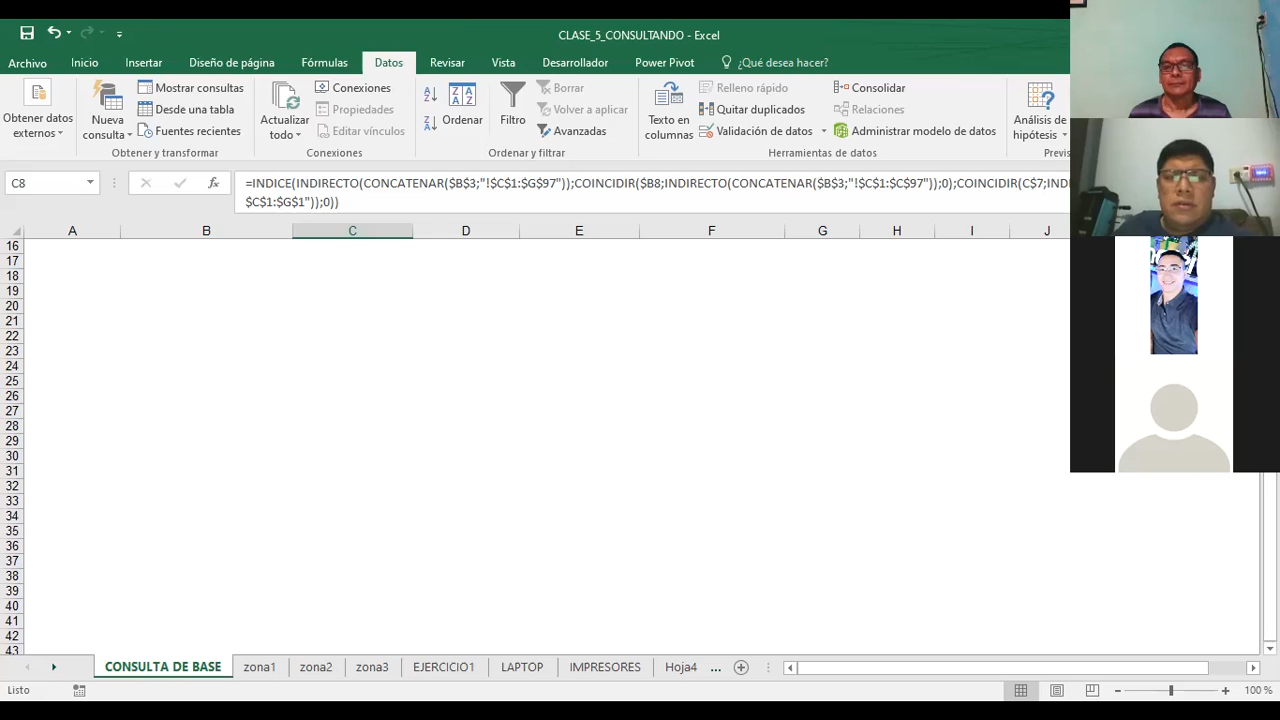 CLASE_5_CONSULTANDO - Excel
Archivo Inicio Insertar Diseño de página Fórmulas Datos Revisar Vista Desarrollador Power Pivot ¿Qué desea hacer?
Obtener datos externos
Nueva consulta
Mostrar consultas
Desde una tabla
Fuentes recientes
Obtener y transformar
Actualizar todo
Conexiones
Propiedades
Editar vínculos
Conexiones
Ordenar
Filtro
Borrar
Volver a aplicar
Avanzadas
Ordenar y filtrar
Texto en columnas
Relleno rápido
Quitar duplicados
Validación de datos
Consolidar
Relaciones
Administrar modelo de datos
Herramientas de datos
Análisis de hipótesis
Previs
C8
fx
=INDICE(INDIRECTO(CONCATENAR($B$3;"!$C$1:$G$97"));COINCIDIR($B8;INDIRECTO(CONCATENAR($B$3;"!$C$1:$C$97"));0);COINCIDIR(C$7;INDI
$C$1:$G$1"));0))
A B C D E F G H I J
16
17
18
19
20
21
22
23
24
25
26
27
28
29
30
31
32
33
34
35
36
37
38
39
40
41
42
43
CONSULTA DE BASE zona1 zona2 zona3 EJERCICIO1 LAPTOP IMPRESORES Hoja4 ...
Listo
100 %